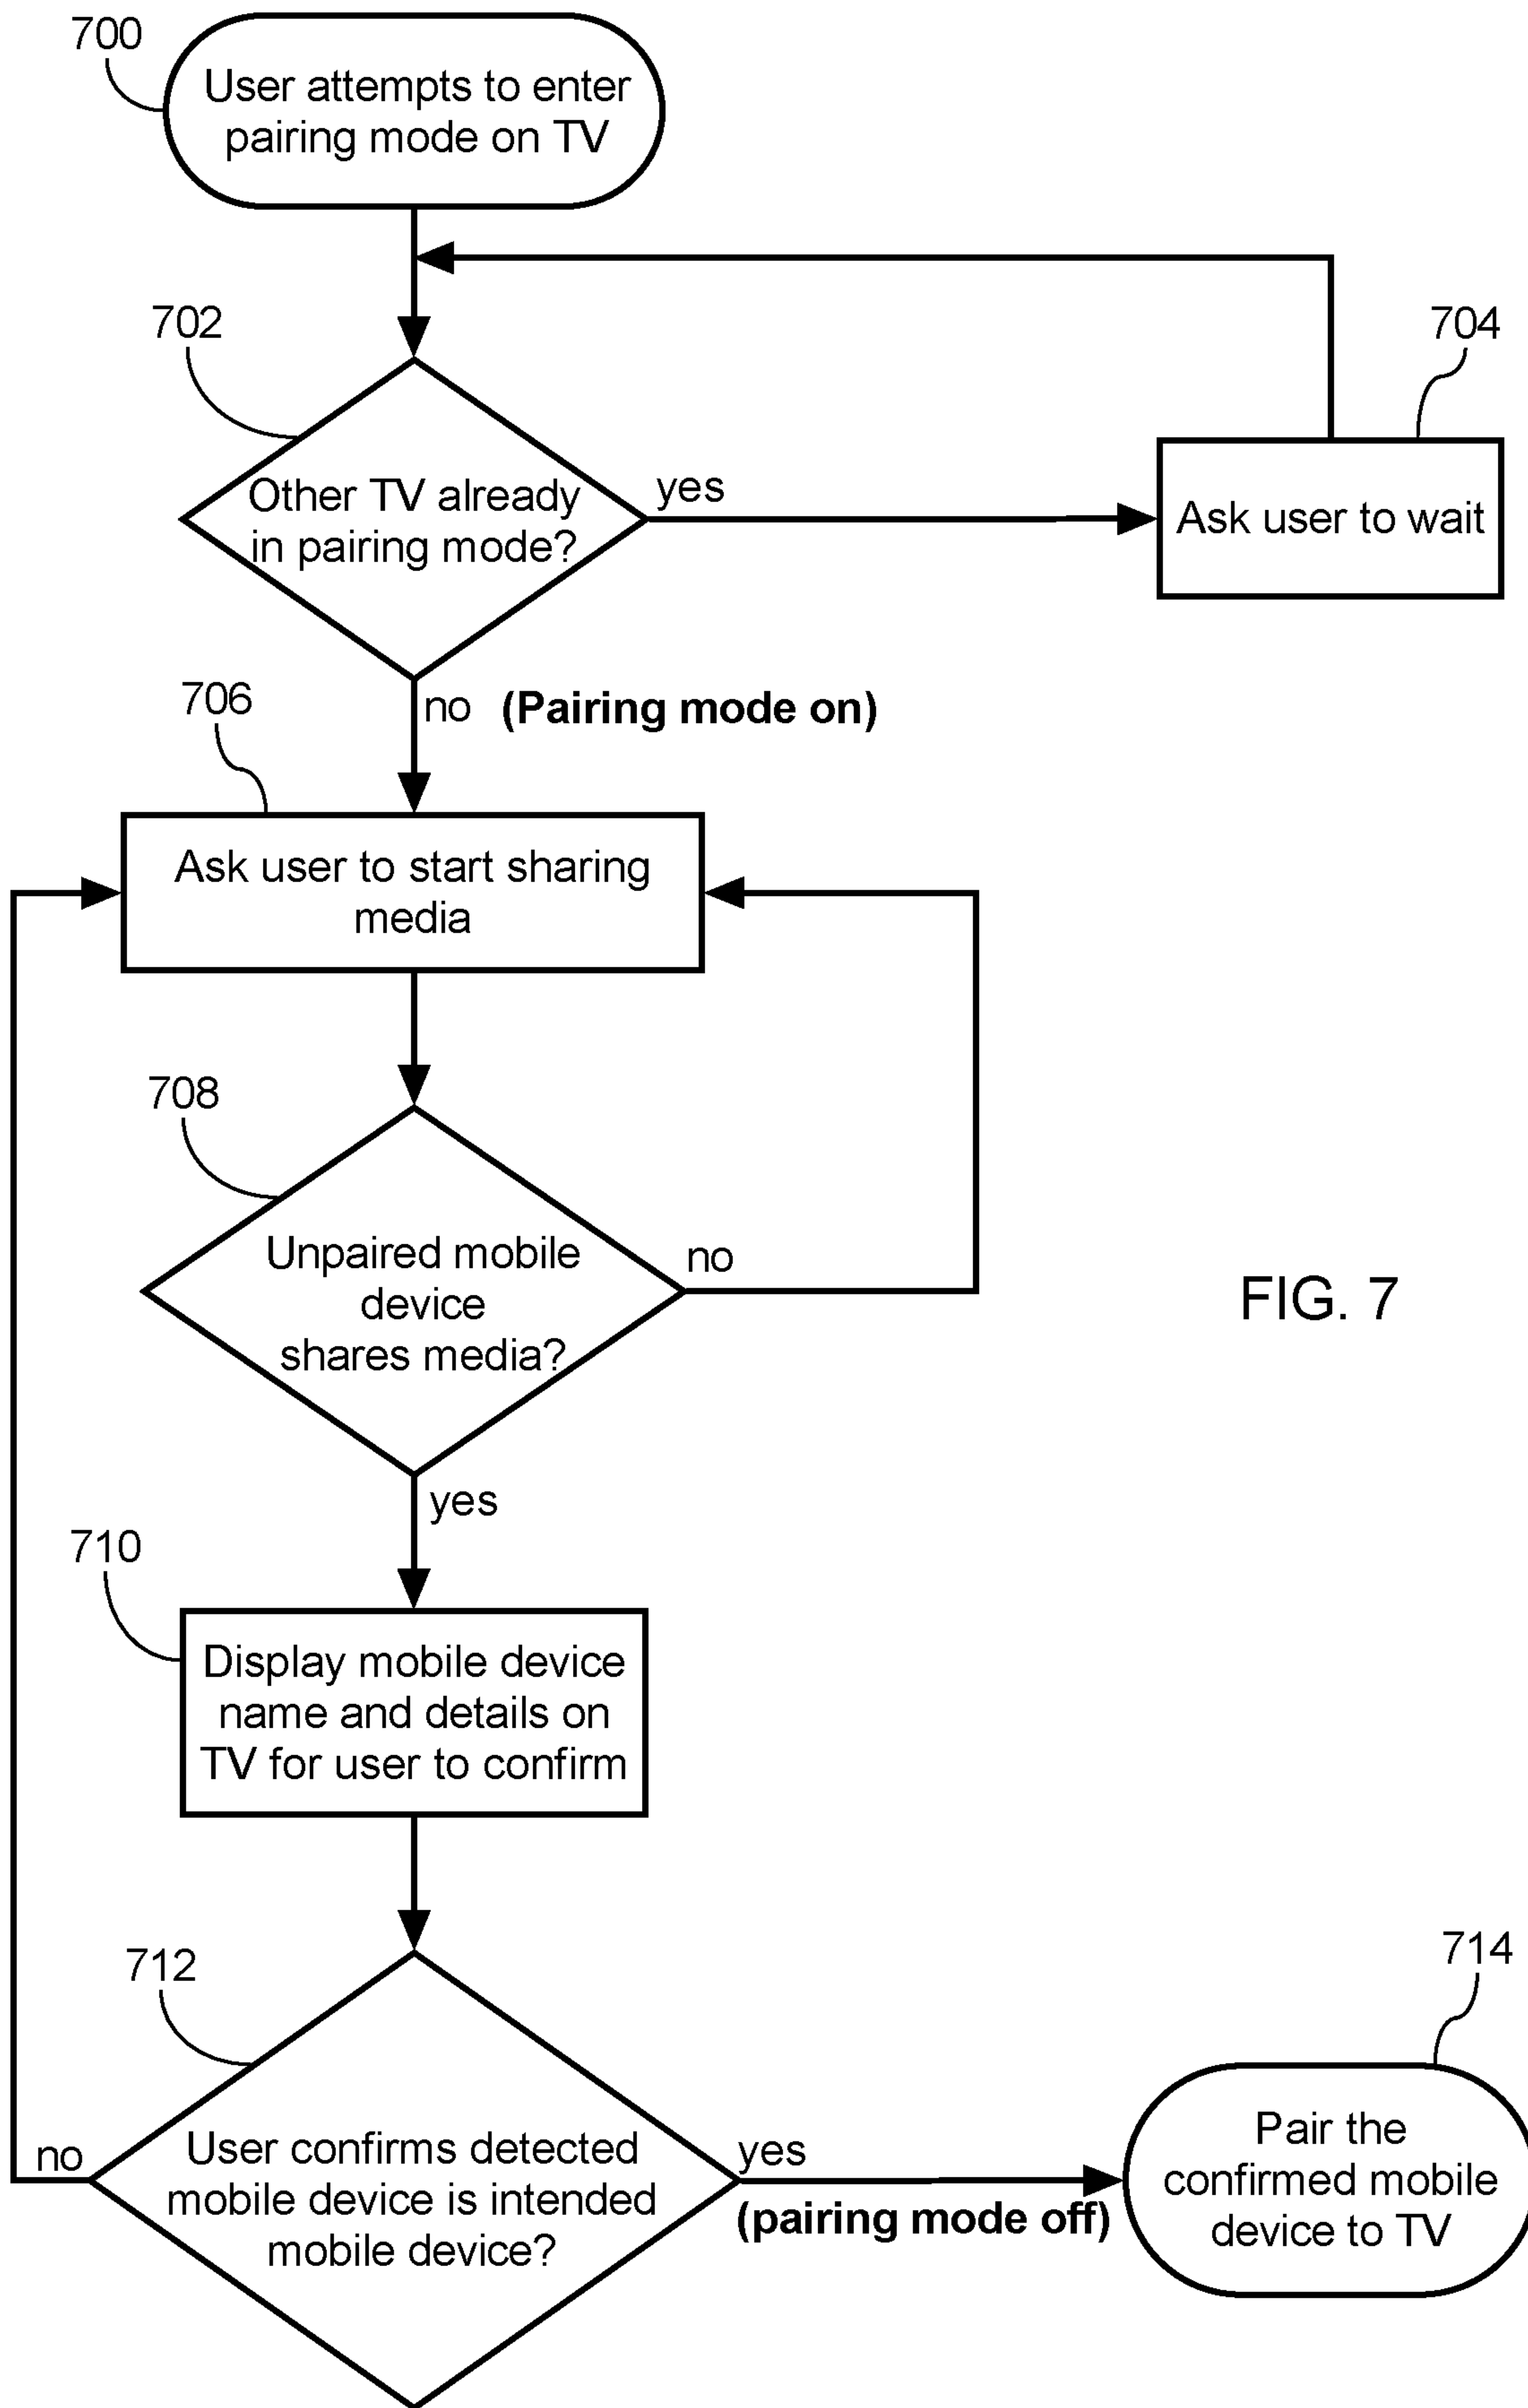 700
User attempts to enter
pairing mode on TV
702
704
Other TV already
in pairing mode?
yes
Ask user to wait
706
no (Pairing mode on)
Ask user to start sharing
media
708
Unpaired mobile
device
shares media?
no
FIG. 7
yes
710
Display mobile device
name and details on
TV for user to confirm
712
714
no
User confirms detected
mobile device is intended
mobile device?
yes
(pairing mode off)
Pair the
confirmed mobile
device to TV